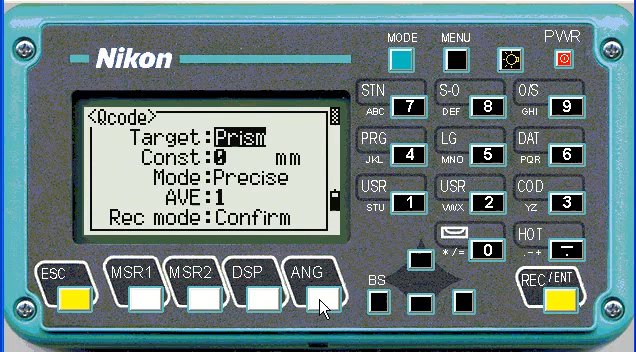 MODE MENU PWR
Nikon
<Qcode>
Target:Prism
Const:0 mm
Mode:Precise
AVE:1
Rec mode:Confirm
STN
ABC 7
S-O
DEF 8
O/S
GHI 9
PRG
JKL 4
LG
MNO 5
DAT
PQR 6
USR
STU 1
USR
VWX 2
COD
YZ 3
*/= 0
HOT
.-+ -.
ESC MSR1 MSR2 DSP ANG
BS
REC/ENT